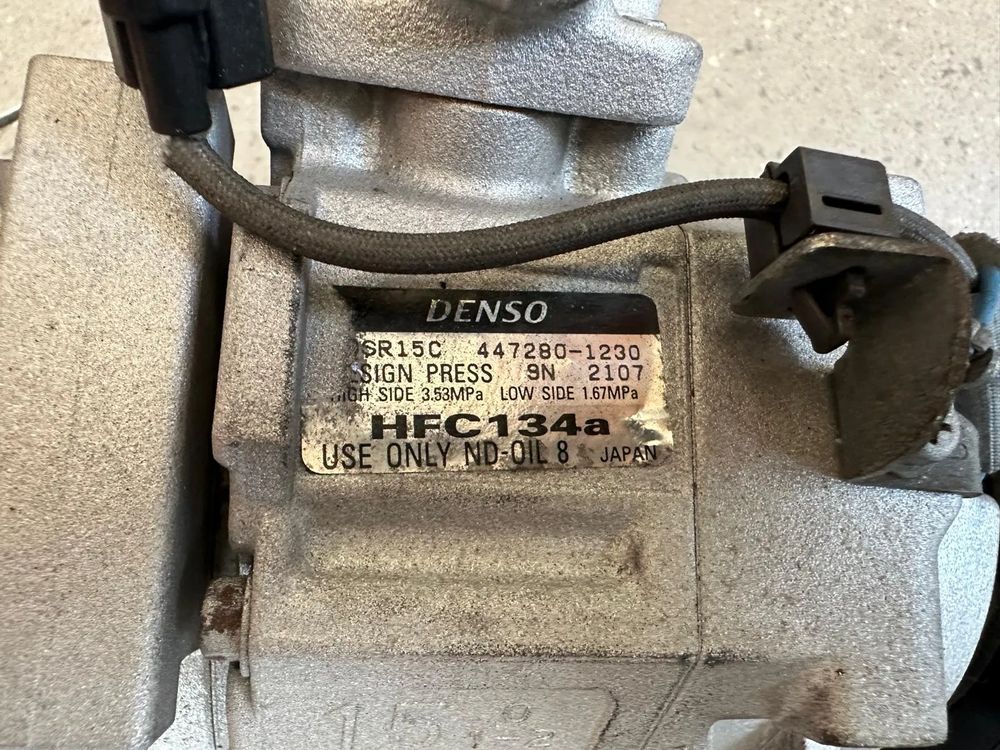 DENSO
SR15C 447280-1230
SIGN PRESS 9N 2107
HIGH SIDE 3.53MPa LOW SIDE 1.67MPa
HFC134a
USE ONLY ND-OIL 8 JAPAN